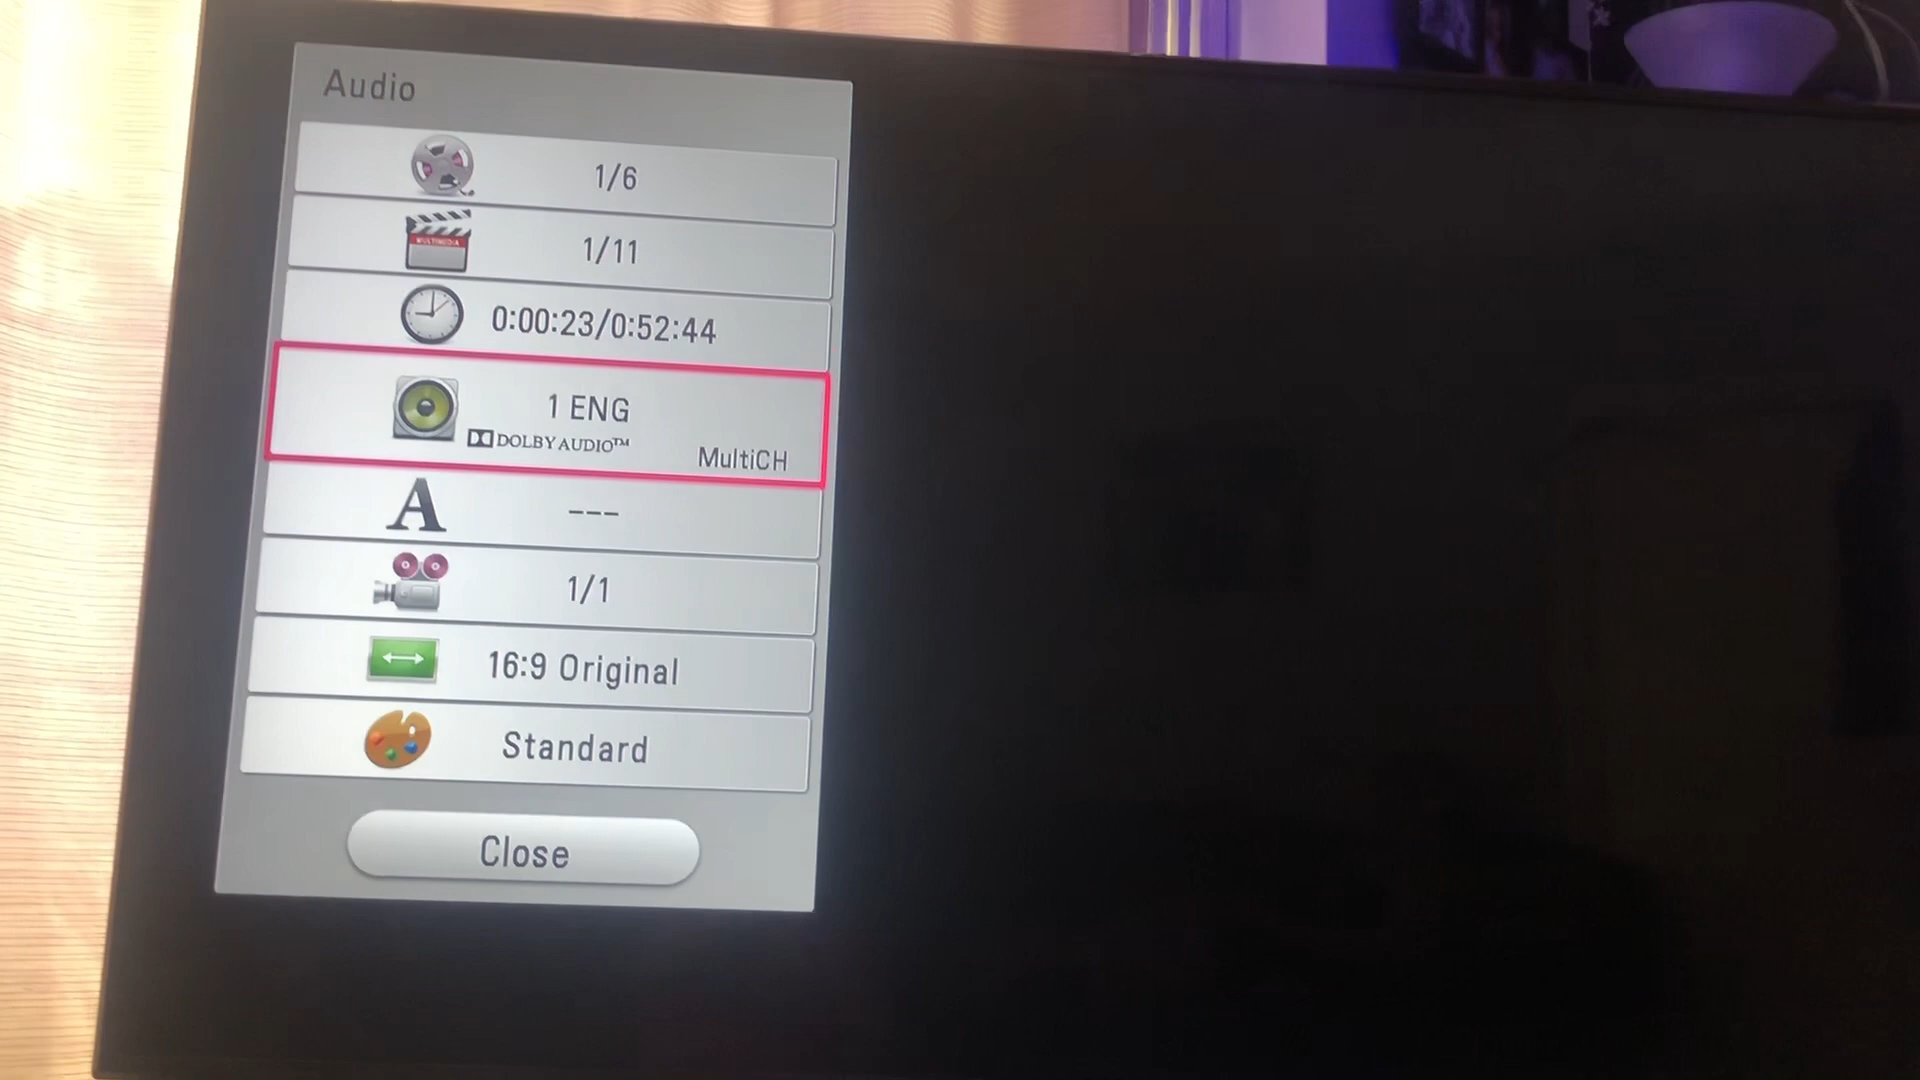 Audio
1/6
MULTIMEDIA
1/11
0:00:23/0:52:44
1 ENG
DOLBY AUDIO™
MultiCH
A
---
1/1
16:9 Original
Standard
Close